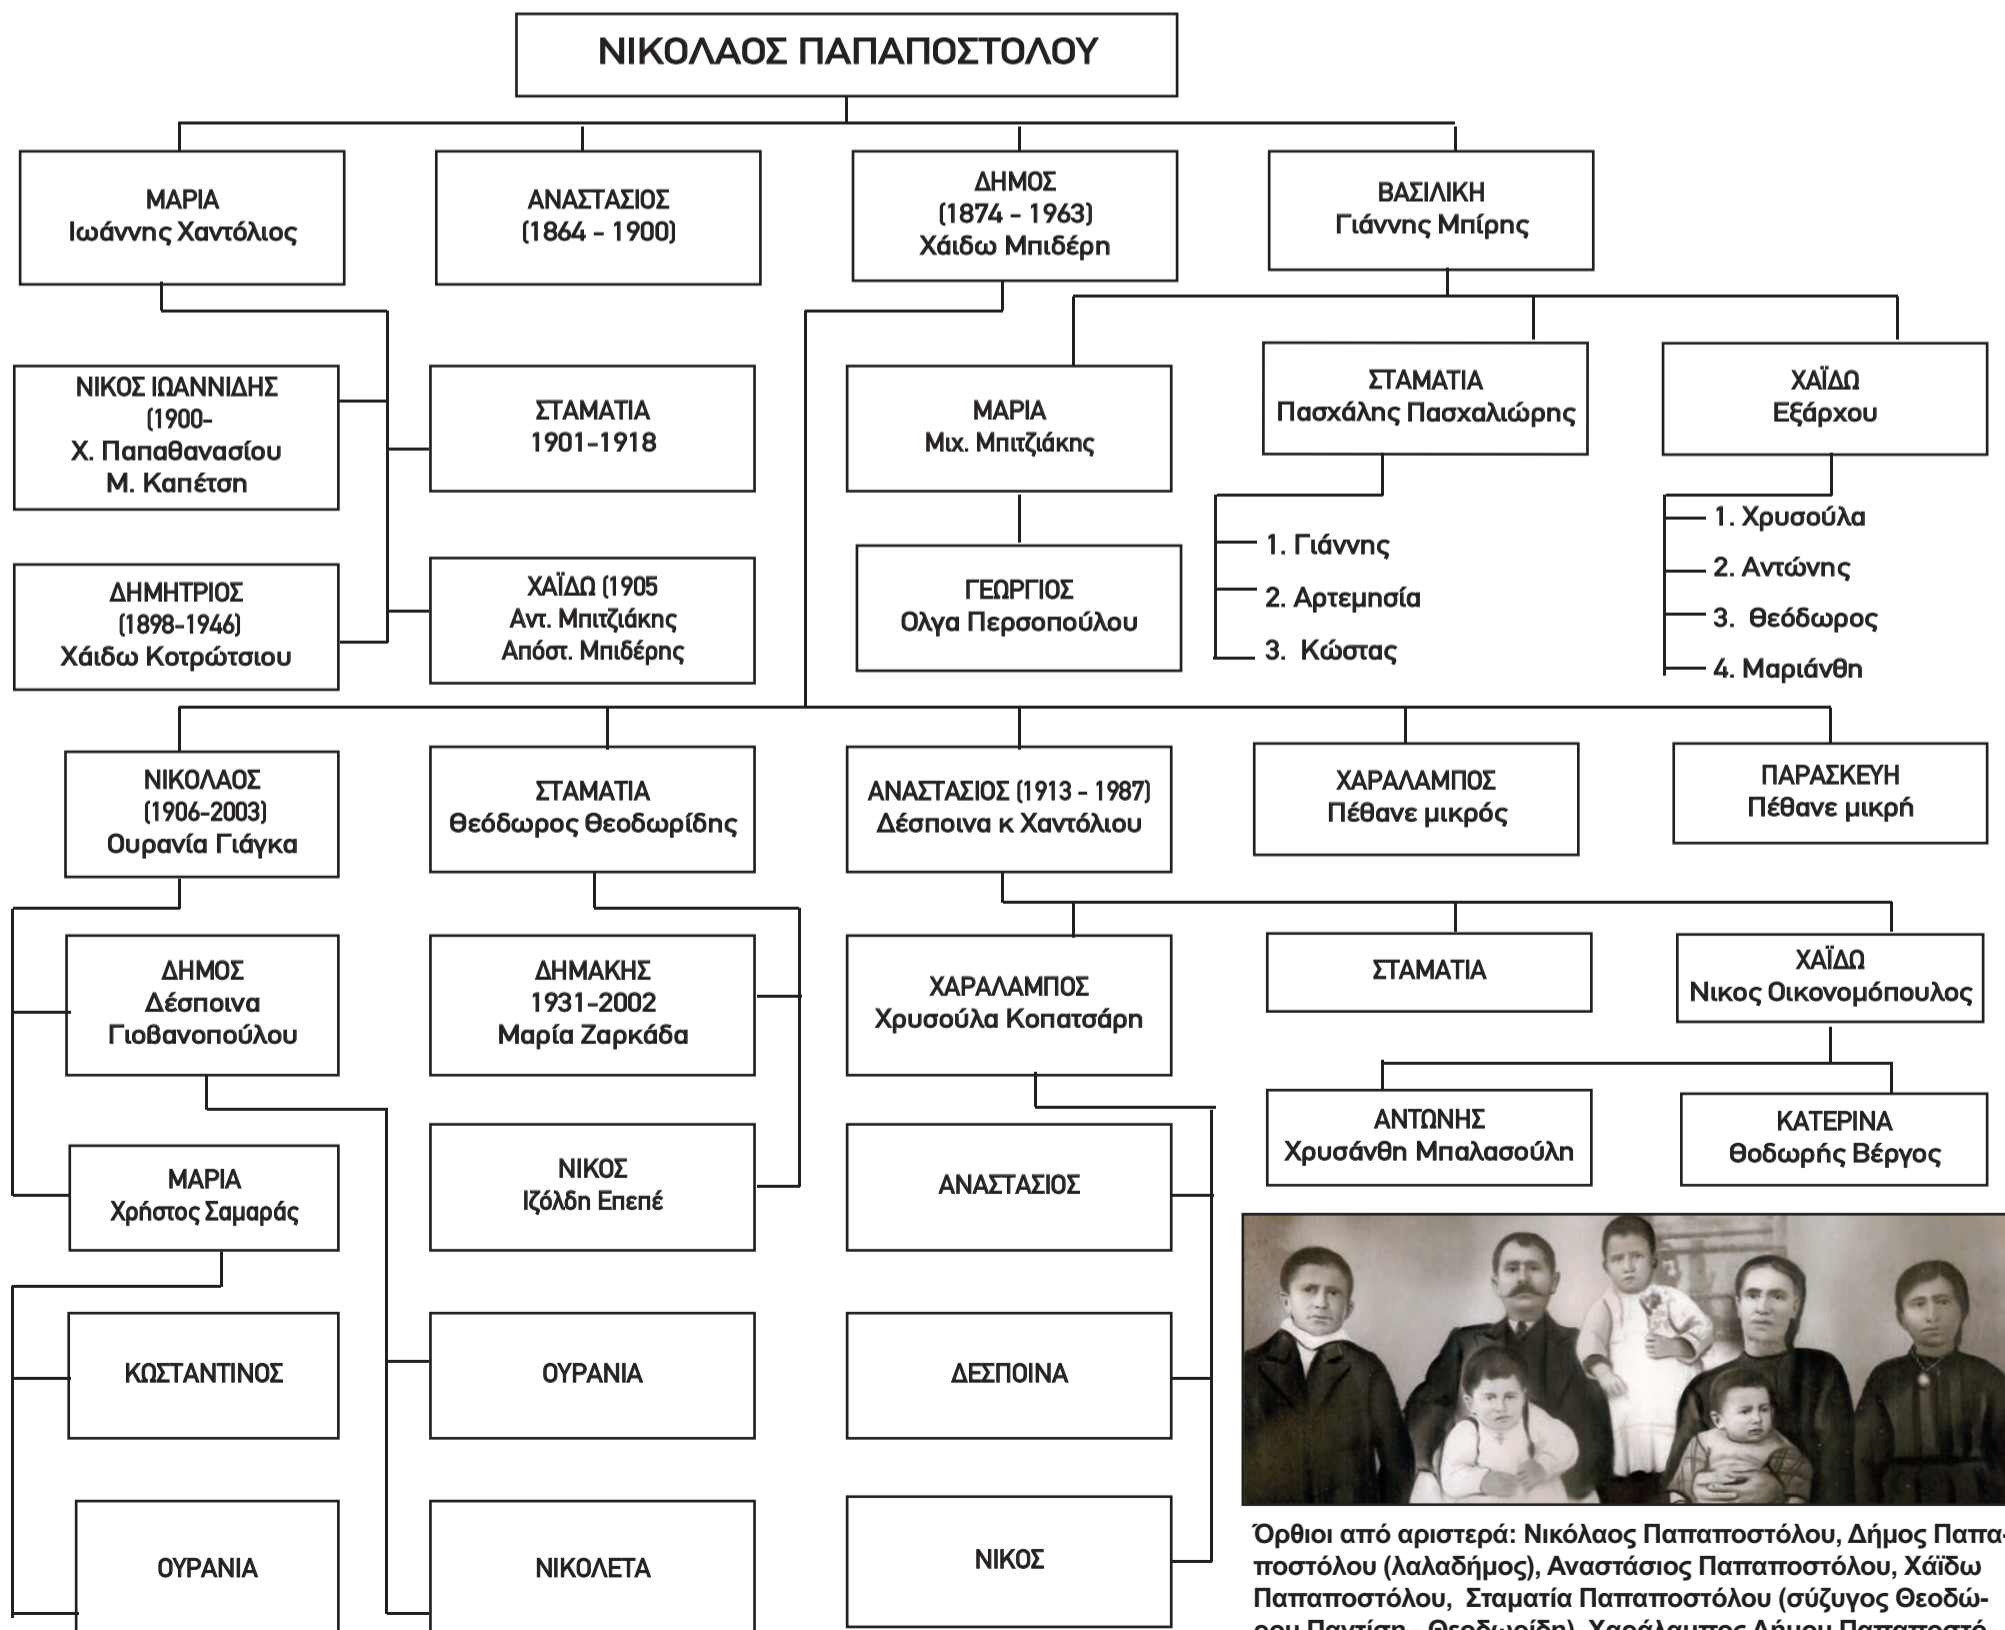 ΝΙΚΟΛΑΟΣ ΠΑΠΑΠΟΣΤΟΛΟΥ
ΜΑΡΙΑ
Ιωάννης Χαντόλιος
ΑΝΑΣΤΑΣΙΟΣ
(1864 - 1900)
ΔΗΜΟΣ
(1874 - 1963)
Χάιδω Μπιδέρη
ΒΑΣΙΛΙΚΗ
Γιάννης Μπίρης
ΝΙΚΟΣ ΙΩΑΝΝΙΔΗΣ
(1900-
Χ. Παπαθανασίου
Μ. Καπέτση
ΣΤΑΜΑΤΙΑ
1901-1918
ΜΑΡΙΑ
Μιχ. Μπιτζιάκης
ΣΤΑΜΑΤΙΑ
Πασχάλης Πασχαλιώρης
ΧΑΪΔΩ
Εξάρχου
ΔΗΜΗΤΡΙΟΣ
(1898-1946)
Χάιδω Κοτρώτσιου
ΧΑΪΔΩ (1905
Αντ. Μπιτζιάκης
Απόστ. Μπιδέρης
ΓΕΩΡΓΙΟΣ
Ολγα Περσοπούλου
1. Γιάννης
2. Αρτεμησία
3. Κώστας
1. Χρυσούλα
2. Αντώνης
3. Θεόδωρος
4. Μαριάνθη
ΝΙΚΟΛΑΟΣ
(1906-2003)
Ουρανία Γιάγκα
ΣΤΑΜΑΤΙΑ
Θεόδωρος Θεοδωρίδης
ΑΝΑΣΤΑΣΙΟΣ (1913 - 1987)
Δέσποινα κ Χαντόλιου
ΧΑΡΑΛΑΜΠΟΣ
Πέθανε μικρός
ΠΑΡΑΣΚΕΥΗ
Πέθανε μικρή
ΔΗΜΟΣ
Δέσποινα
Γιοβανοπούλου
ΔΗΜΑΚΗΣ
1931-2002
Μαρία Ζαρκάδα
ΧΑΡΑΛΑΜΠΟΣ
Χρυσούλα Κοπατσάρη
ΣΤΑΜΑΤΙΑ
ΧΑΪΔΩ
Νικος Οικονομόπουλος
ΜΑΡΙΑ
Χρήστος Σαμαράς
ΝΙΚΟΣ
Ιζόλδη Επεπέ
ΑΝΑΣΤΑΣΙΟΣ
ΑΝΤΩΝΗΣ
Χρυσάνθη Μπαλασούλη
ΚΑΤΕΡΙΝΑ
Θοδωρής Βέργος
ΚΩΣΤΑΝΤΙΝΟΣ
ΟΥΡΑΝΙΑ
ΔΕΣΠΟΙΝΑ
ΟΥΡΑΝΙΑ
ΝΙΚΟΛΕΤΑ
ΝΙΚΟΣ
Όρθιοι από αριστερά: Νικόλαος Παπαποστόλου, Δήμος Παπα-
ποστόλου (λαλαδήμος), Αναστάσιος Παπαποστόλου, Χάϊδω
Παπαποστόλου, Σταματία Παπαποστόλου (σύζυγος Θεοδώ-
ρου Παντίση - Θεοδωρίδη), Χαράλαμπος Δήμου Παπαποστό-